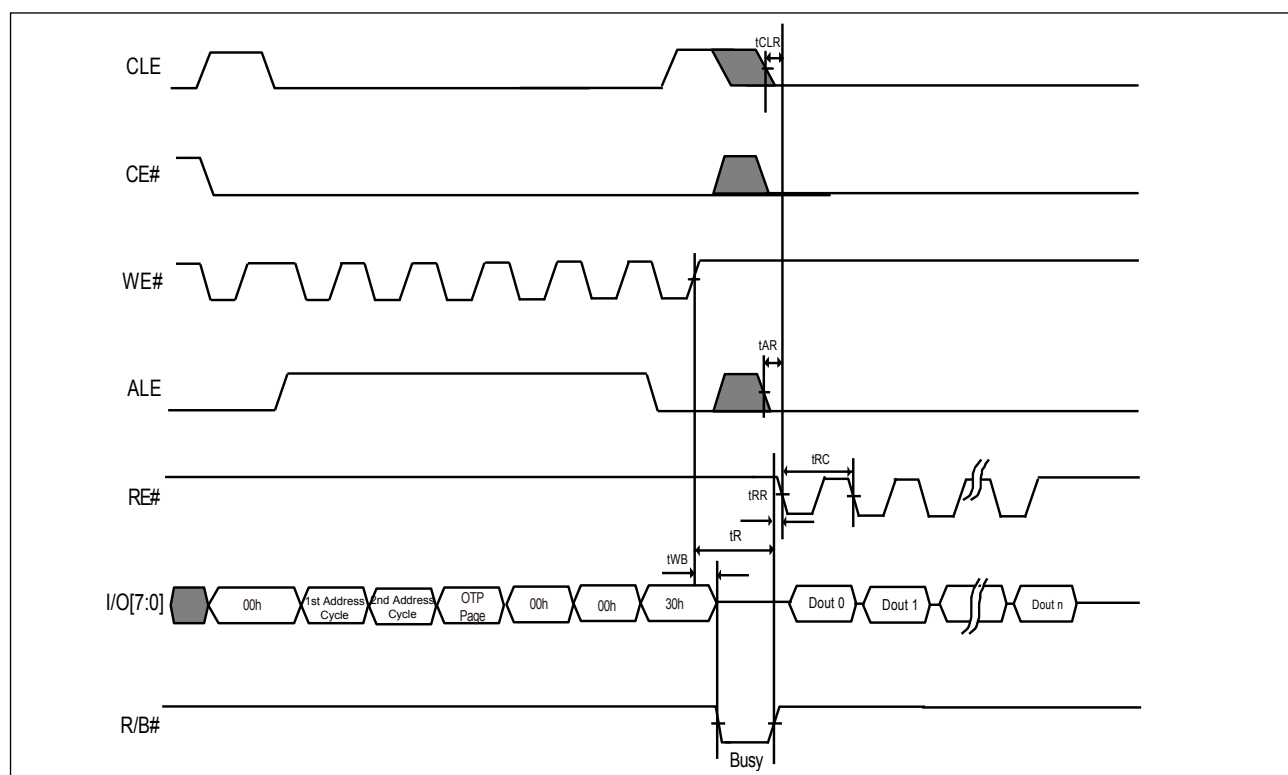 tCLR
CLE
CE#
WE#
tAR
ALE
tRC
RE#
tRR
tR
tWB
I/O[7:0]
00h
1st Address
Cycle
2nd Address
Cycle
OTP
Page
00h
00h
30h
Dout 0
Dout 1
Dout n
R/B#
Busy